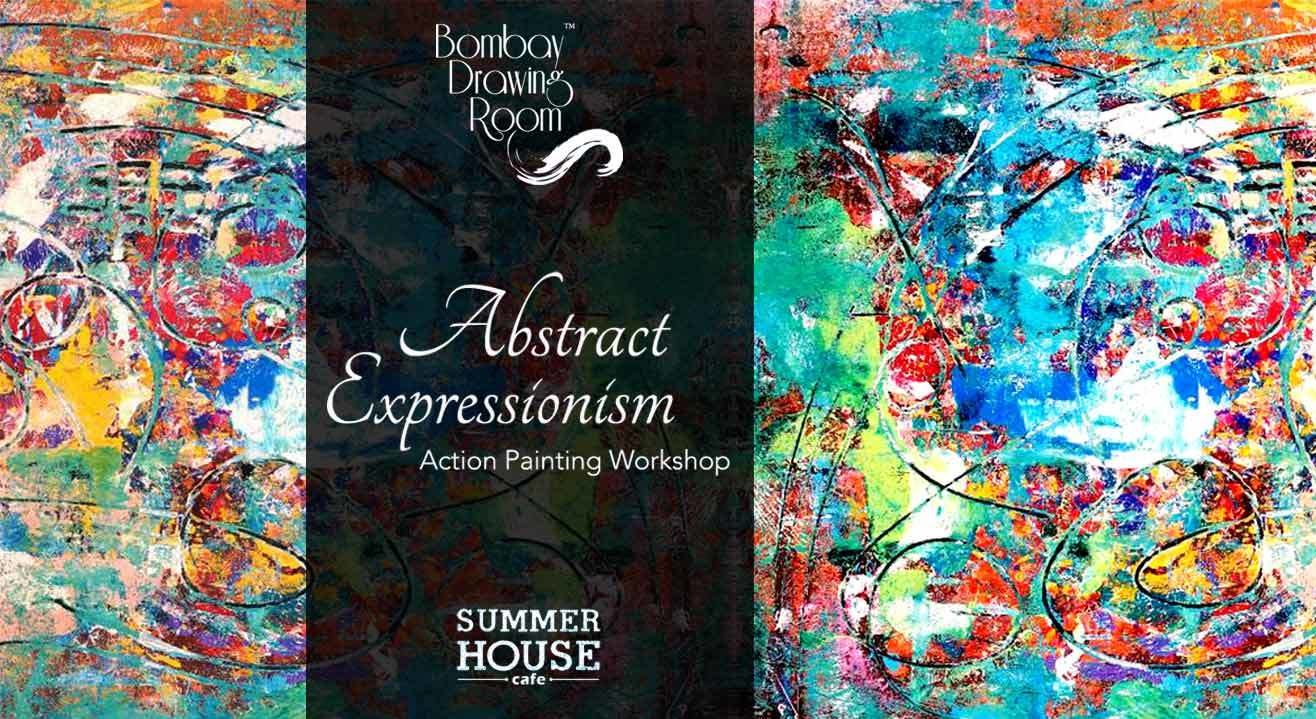 Bombay™
Drawing
Room
Abstract
Expressionism
Action Painting Workshop
SUMMER
HOUSE
cafe